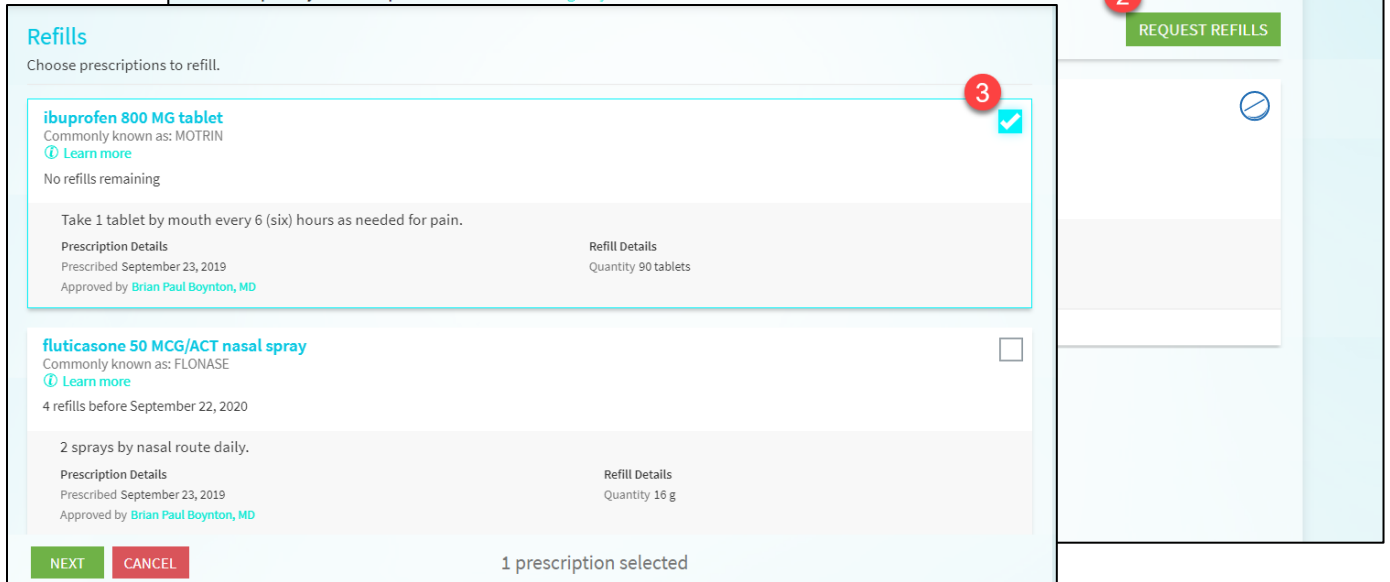 2
REQUEST REFILLS
Refills
Choose prescriptions to refill.
3
ibuprofen 800 MG tablet
Commonly known as: MOTRIN
Learn more
No refills remaining
Take 1 tablet by mouth every 6 (six) hours as needed for pain.
Prescription Details
Refill Details
Prescribed September 23, 2019
Quantity 90 tablets
Approved by Brian Paul Boynton, MD
fluticasone 50 MCG/ACT nasal spray
Commonly known as: FLONASE
Learn more
4 refills before September 22, 2020
2 sprays by nasal route daily.
Prescription Details
Refill Details
Prescribed September 23, 2019
Quantity 16 g
Approved by Brian Paul Boynton, MD
NEXT
CANCEL
1 prescription selected